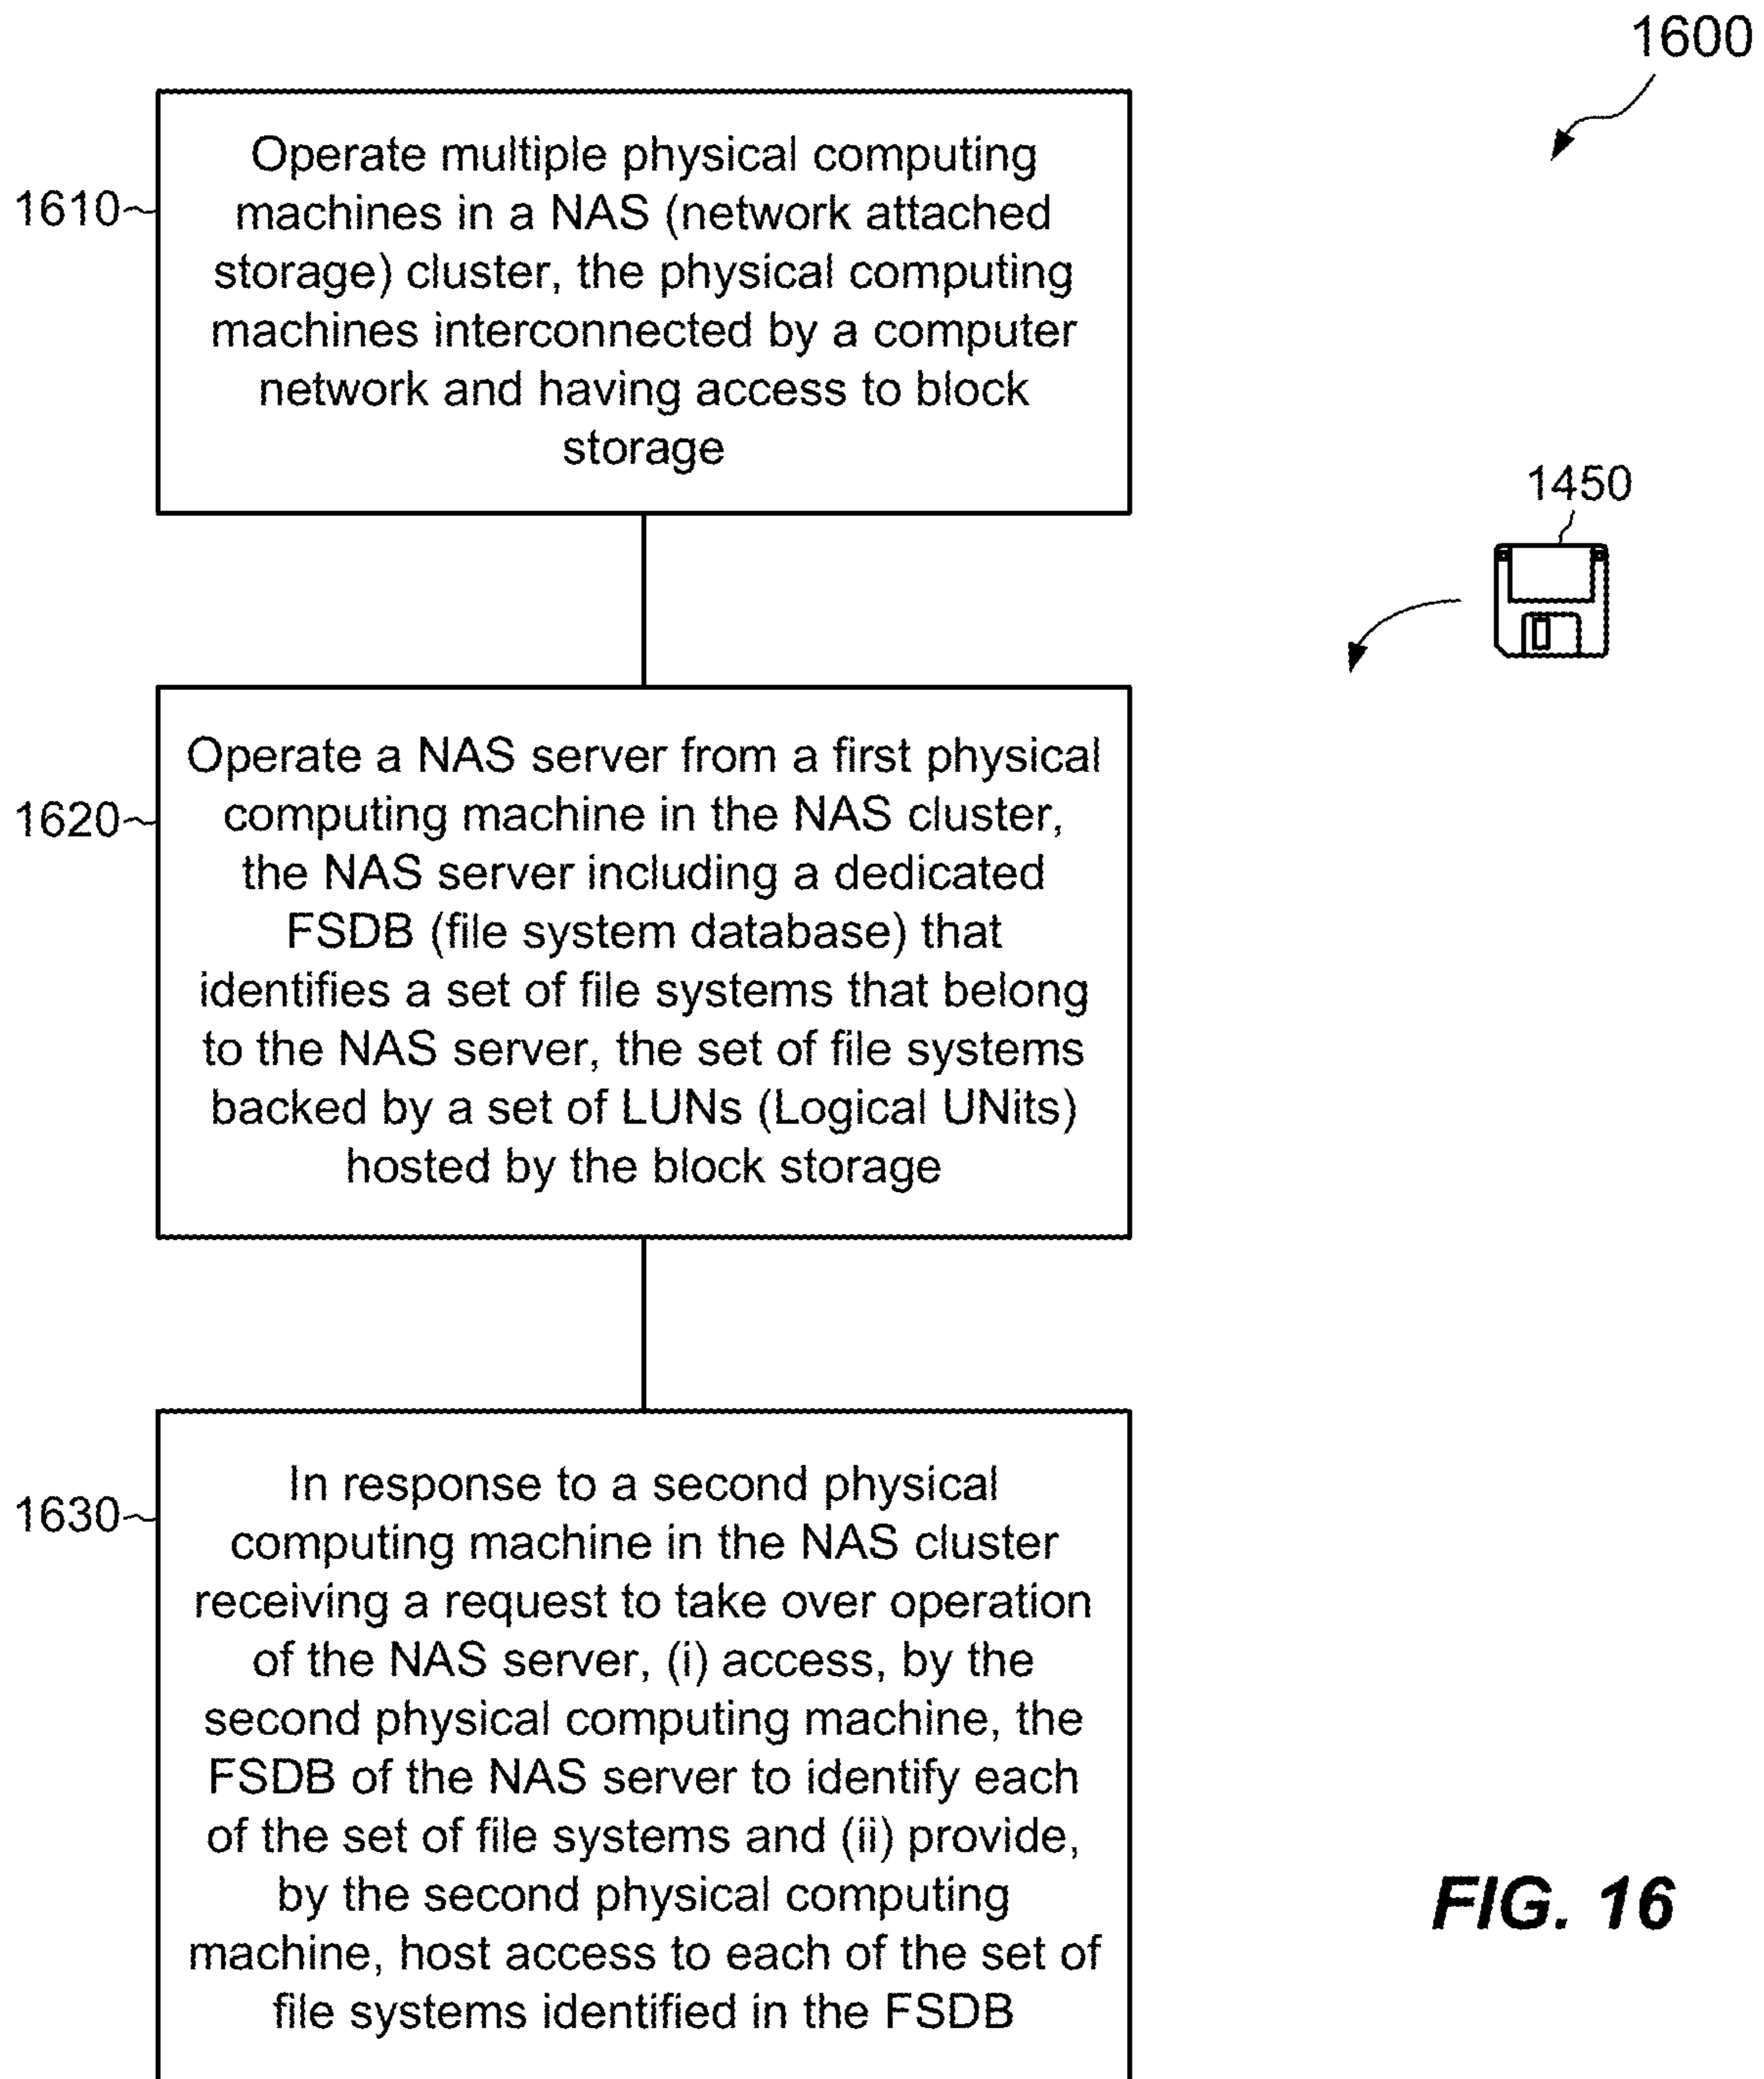 1600
Operate multiple physical computing
machines in a NAS (network attached
storage) cluster, the physical computing
machines interconnected by a computer
network and having access to block
storage
1610
1450
Operate a NAS server from a first physical
computing machine in the NAS cluster,
the NAS server including a dedicated
FSDB (file system database) that
identifies a set of file systems that belong
to the NAS server, the set of file systems
backed by a set of LUNs (Logical UNits)
hosted by the block storage
1620
In response to a second physical
computing machine in the NAS cluster
receiving a request to take over operation
of the NAS server, (i) access, by the
second physical computing machine, the
FSDB of the NAS server to identify each
of the set of file systems and (ii) provide,
by the second physical computing
machine, host access to each of the set of
file systems identified in the FSDB
1630
FIG. 16